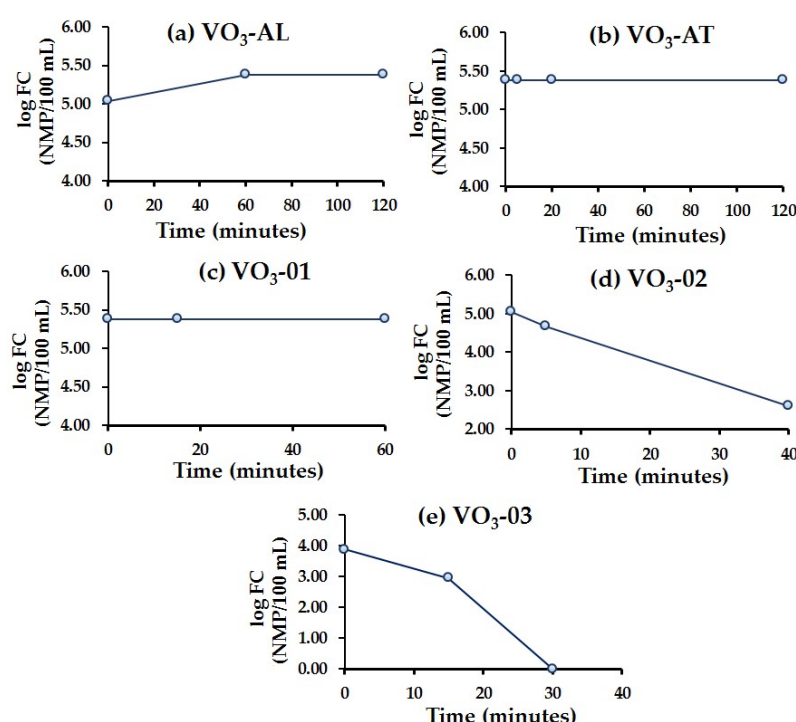 (a) VO₃-AL
log FC
(NMP/100 mL)
6.00
5.50
5.00
4.50
4.00
0 20 40 60 80 100 120
Time (minutes)
(b) VO₃-AT
log FC
(NMP/100 mL)
6.00
5.50
5.00
4.50
4.00
0 20 40 60 80 100 120
Time (minutes)
(c) VO₃-01
log FC
(NMP/100 mL)
6.00
5.50
5.00
4.50
4.00
0 20 40 60
Time (minutes)
(d) VO₃-02
log FC
(NMP/100 mL)
6.00
5.00
4.00
3.00
2.00
0 10 20 30 40
Time (minutes)
(e) VO₃-03
log FC
(NMP/100 mL)
5.00
4.00
3.00
2.00
1.00
0.00
0 10 20 30 40
Time (minutes)